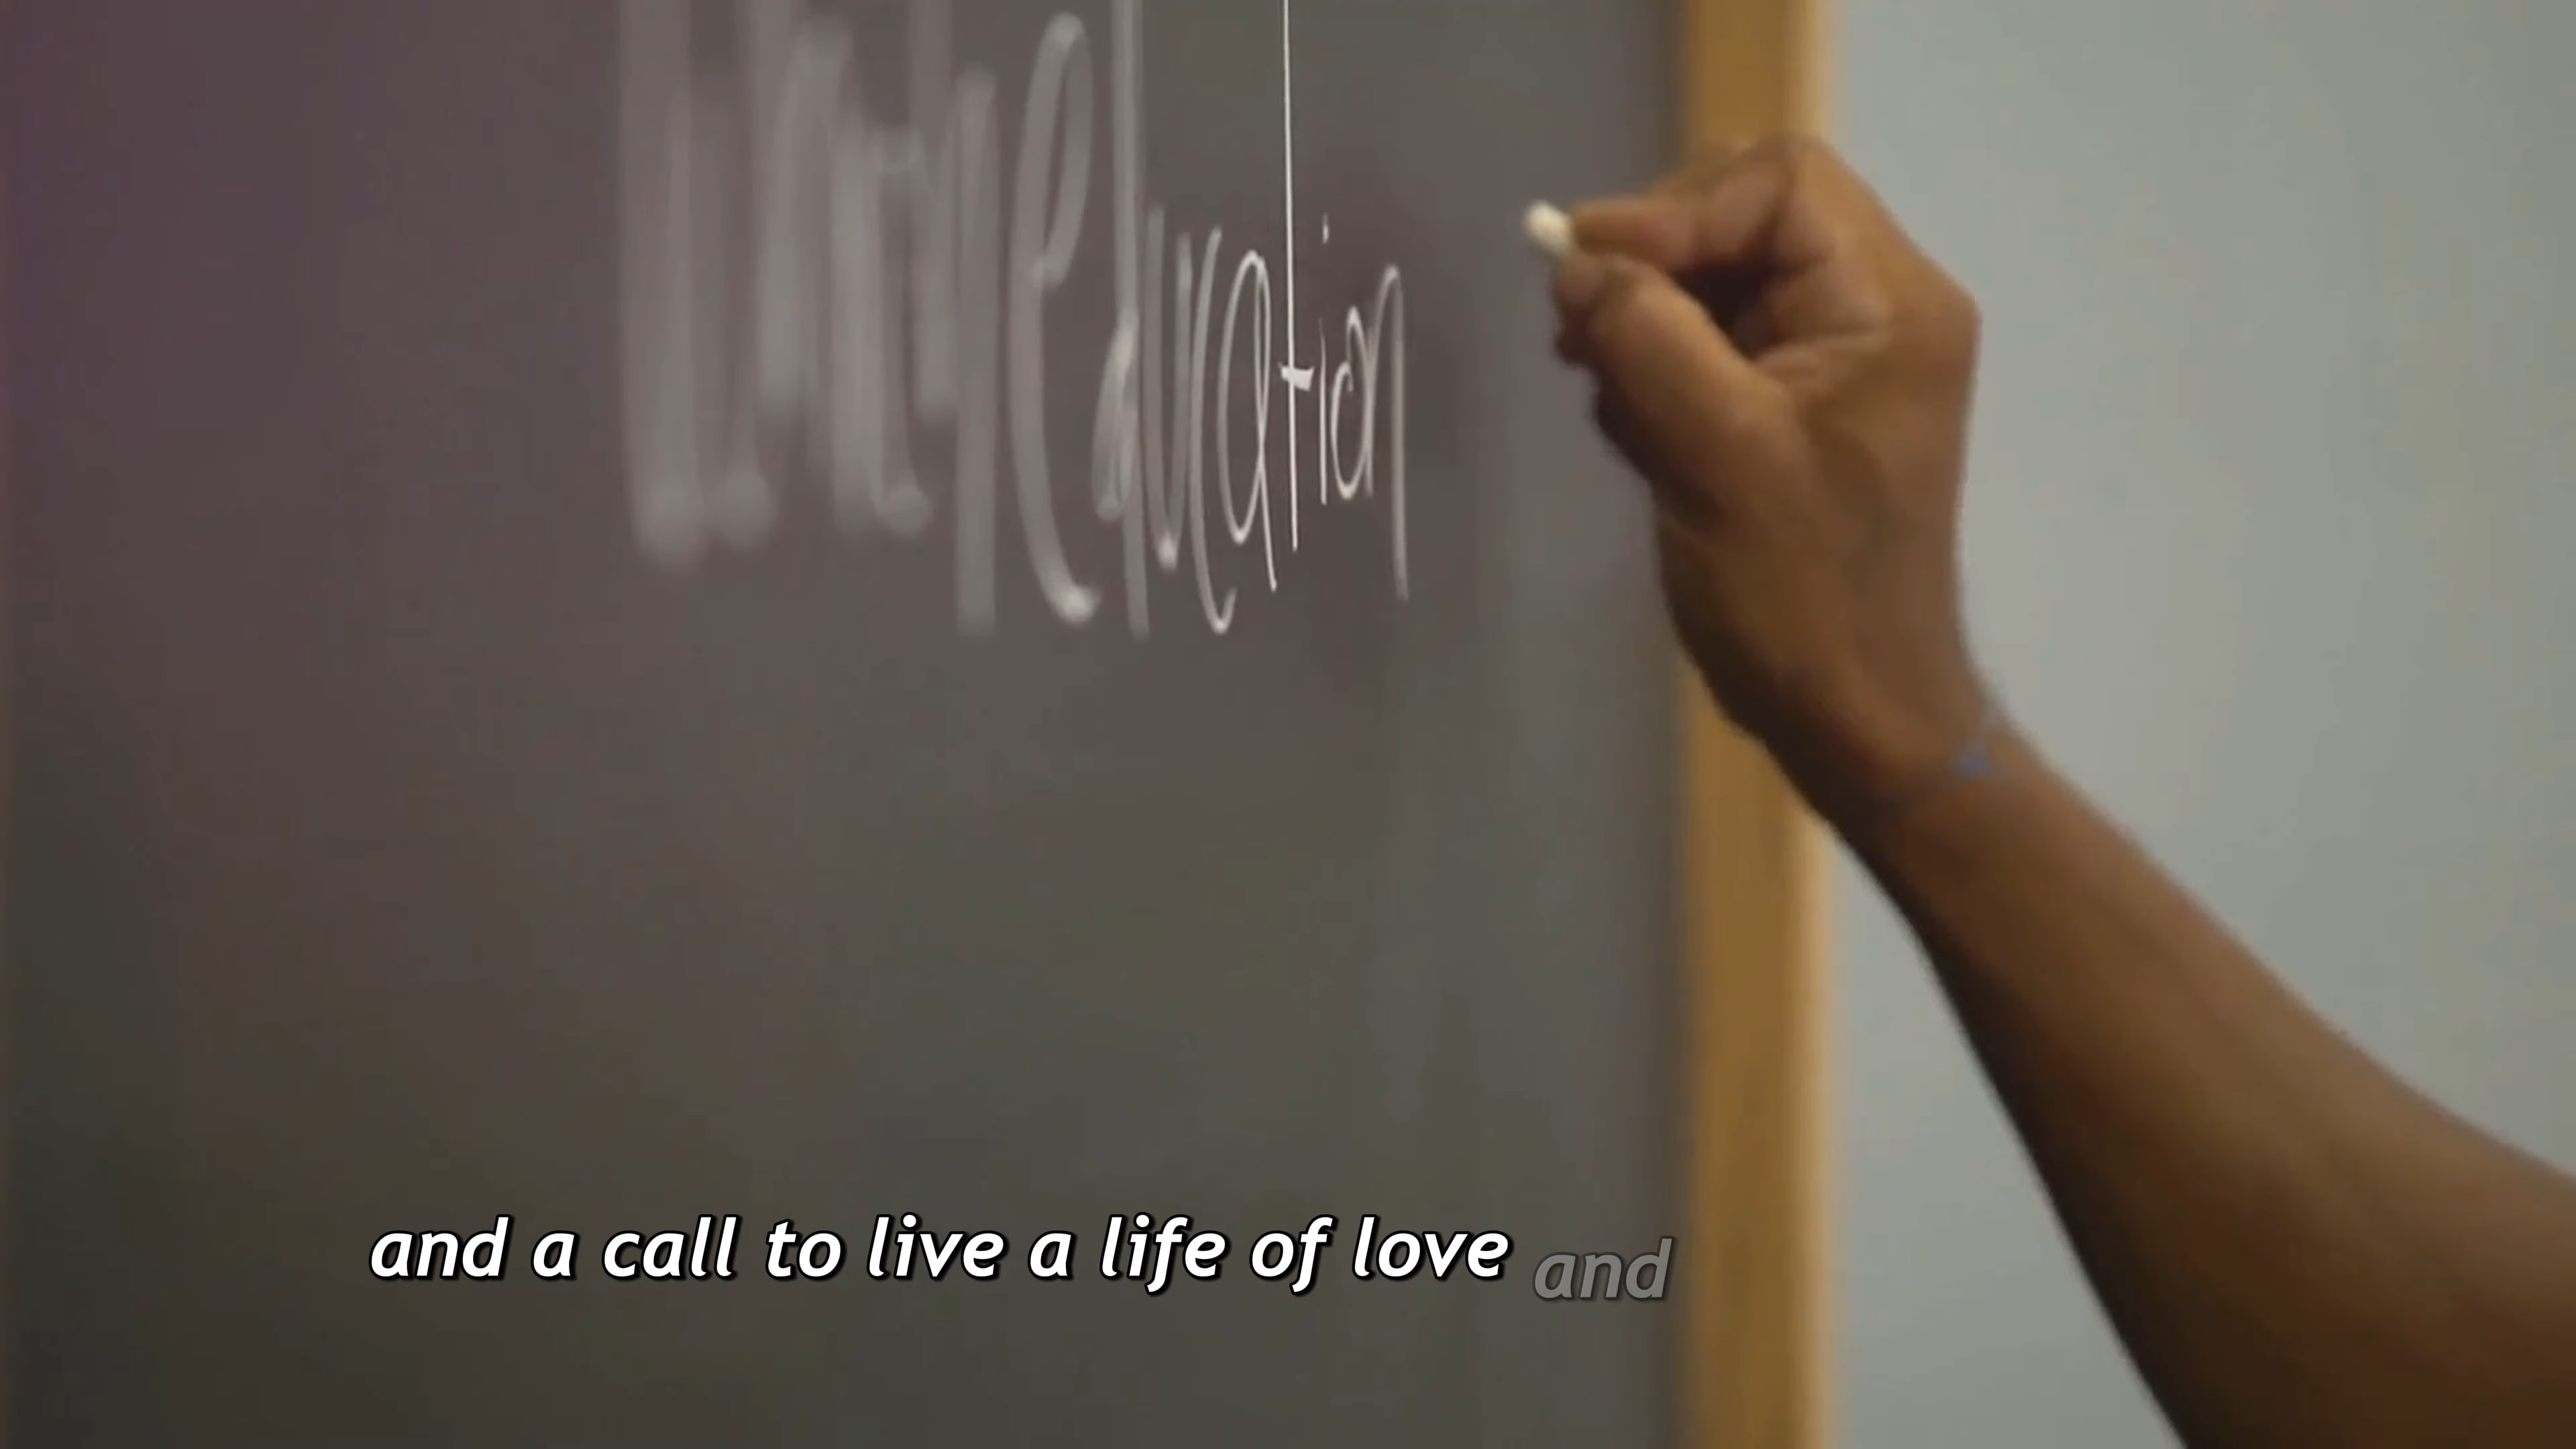 education
and a call to live a life of love and